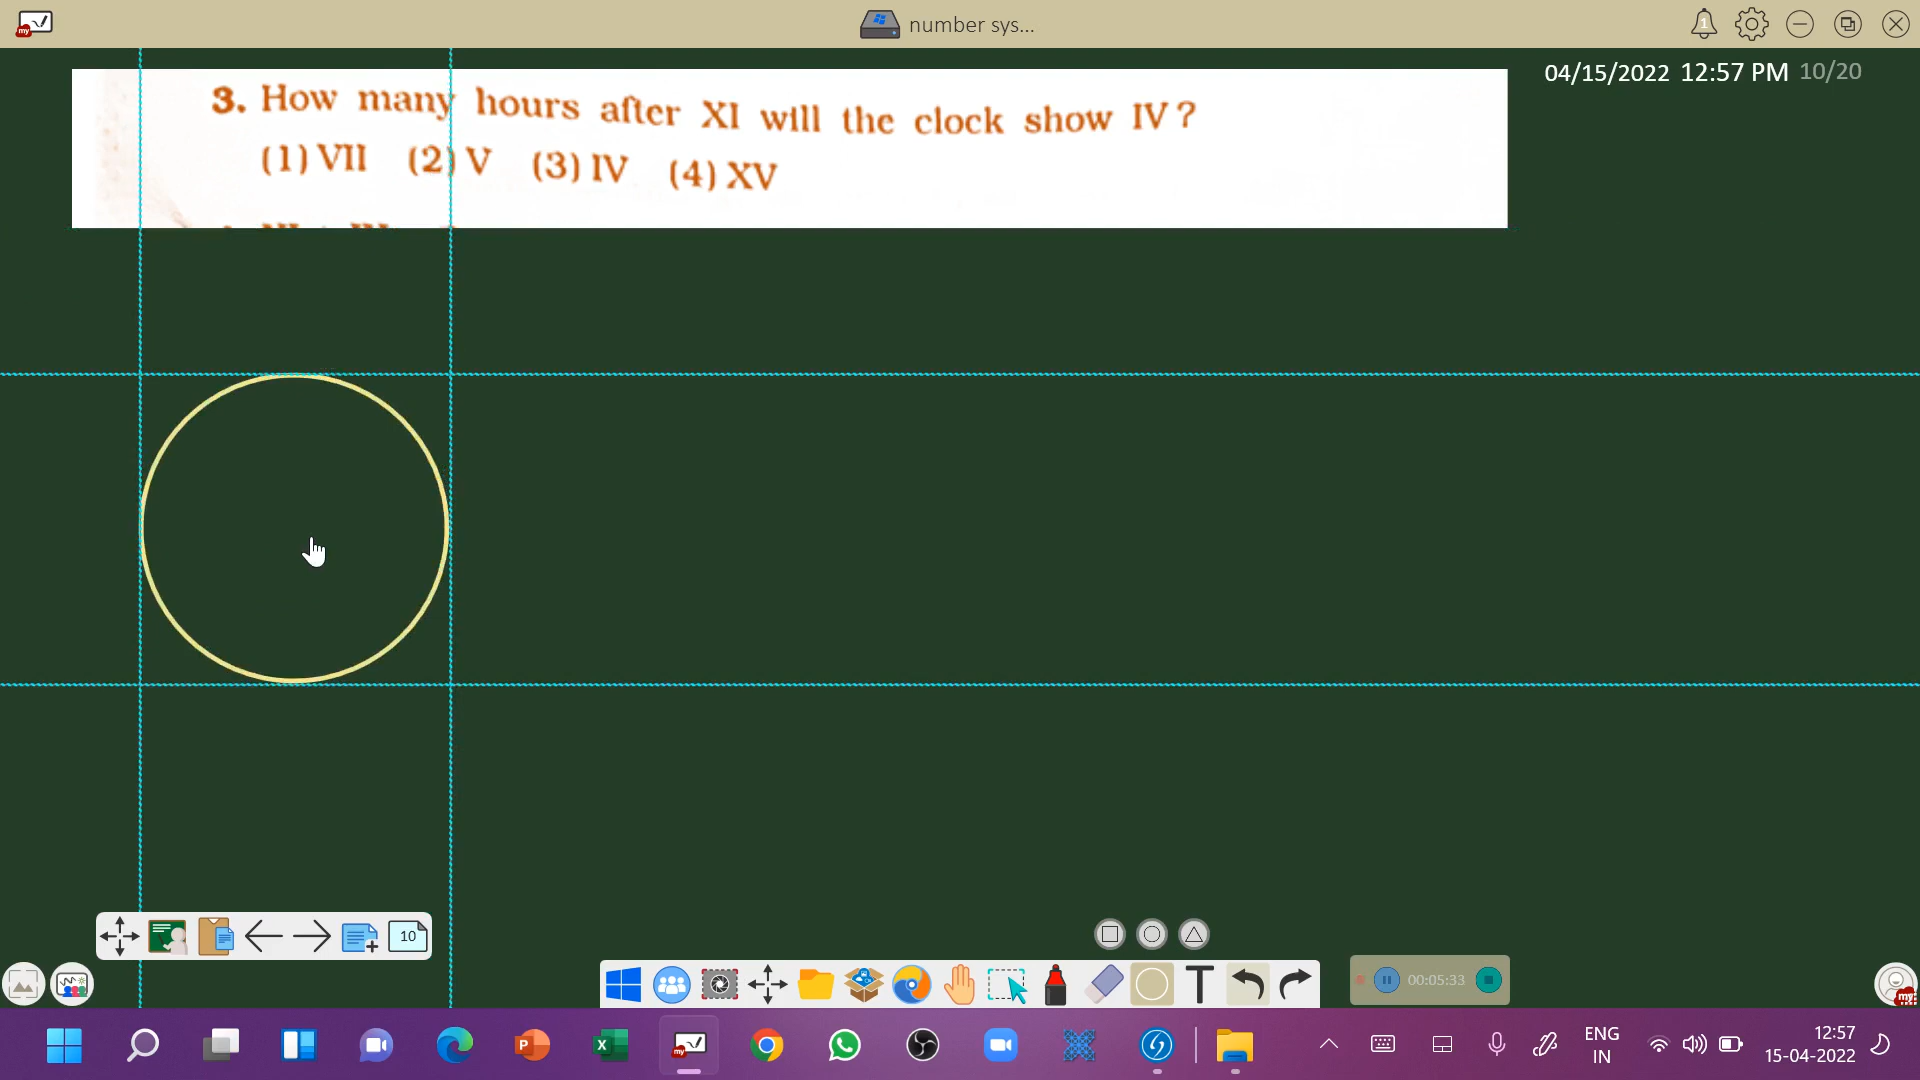 number sys...
04/15/2022 12:57 PM 10/20
3. How many hours after XI will the clock show IV ?
(1) VII (2) V (3) IV (4) XV
10
00:05:33
ENG
IN
12:57
15-04-2022